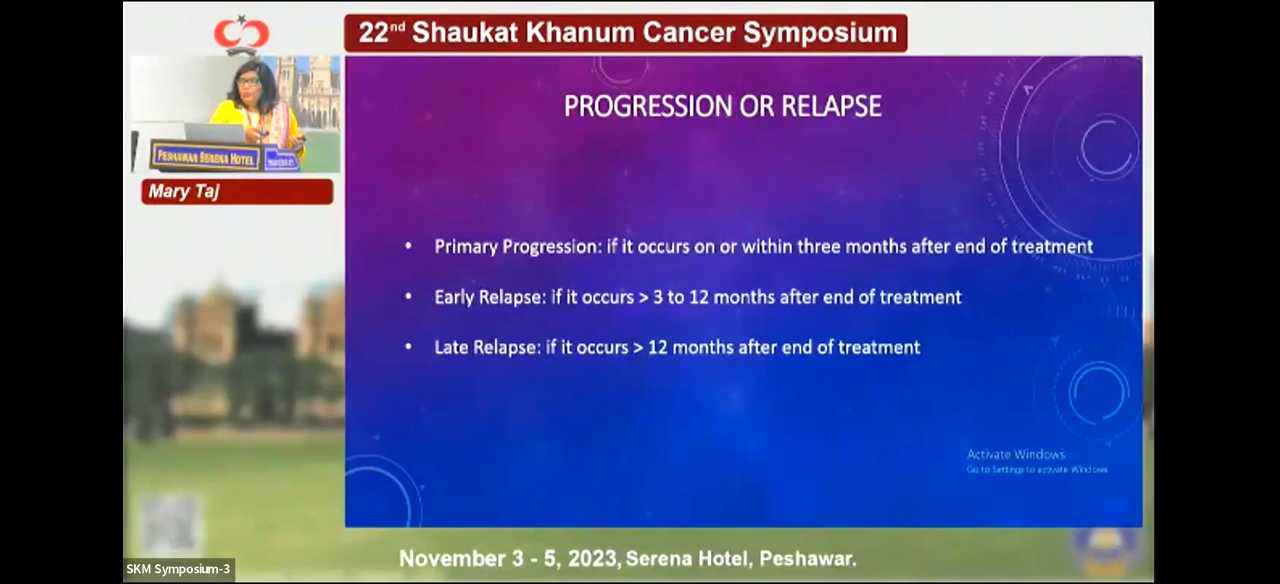 22nd Shaukat Khanum Cancer Symposium
PROGRESSION OR RELAPSE
PESHAWAR SERENA HOTEL
Mary Taj
• Primary Progression: if it occurs on or within three months after end of treatment
• Early Relapse: if it occurs > 3 to 12 months after end of treatment
• Late Relapse: if it occurs > 12 months after end of treatment
Activate Windows
Go to Settings to activate Windows
November 3 - 5, 2023, Serena Hotel, Peshawar.
SKM Symposium-3